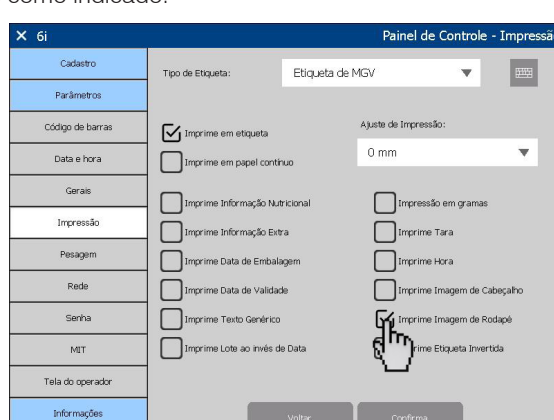 como indicado:
6i Painel de Controle - Impressã
Cadastro
Parâmetros
Código de barras
Data e hora
Gerais
Impressão
Pesagem
Rede
Senha
MIT
Tela do operador
Informações
Tipo de Etiqueta: Etiqueta de MGV
Imprime em etiqueta
Imprime em papel contínuo
Ajuste de Impressão:
0 mm
Imprime Informação Nutricional
Imprime Informação Extra
Imprime Data de Embalagem
Imprime Data de Validade
Imprime Texto Genérico
Imprime Lote ao invés de Data
Impressão em gramas
Imprime Tara
Imprime Hora
Imprime Imagem de Cabeçalho
Imprime Imagem de Rodapé
rime Etiqueta Invertida
Voltar Confirma